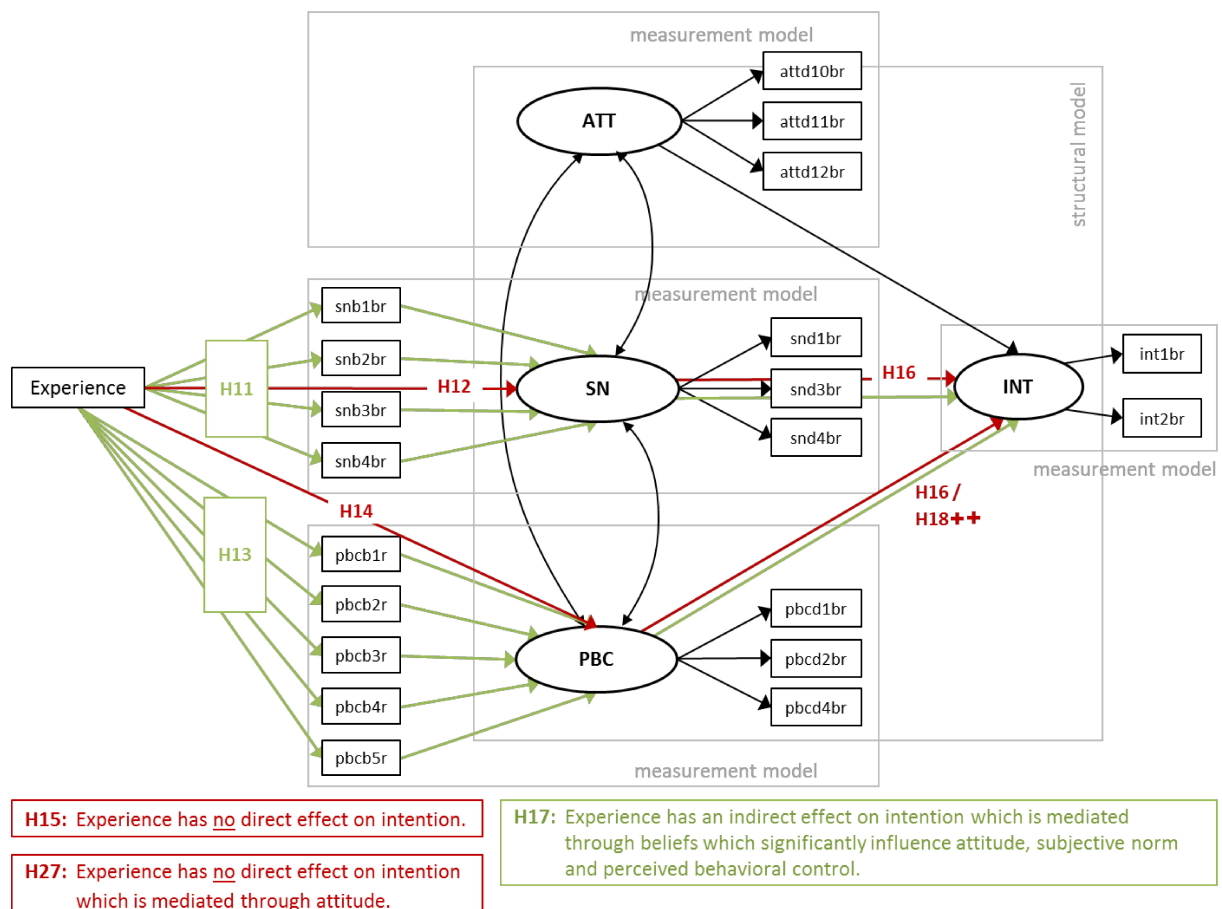 measurement model
attd10br
ATT
attd11br
attd12br
structural model
measurement model
snb1br
snd1br
snb2br
int1br
Experience
H11
H12
SN
snd3br
H16
INT
snb3br
int2br
snd4br
snb4br
measurement model
H14
H16 /
H18++
H13
pbcb1r
pbcb2r
pbcd1br
pbcb3r
PBC
pbcd2br
pbcb4r
pbcd4br
pbcb5r
measurement model
H15: Experience has no direct effect on intention.
H27: Experience has no direct effect on intention
which is mediated through attitude.
H17: Experience has an indirect effect on intention which is mediated
through beliefs which significantly influence attitude, subjective norm
and perceived behavioral control.